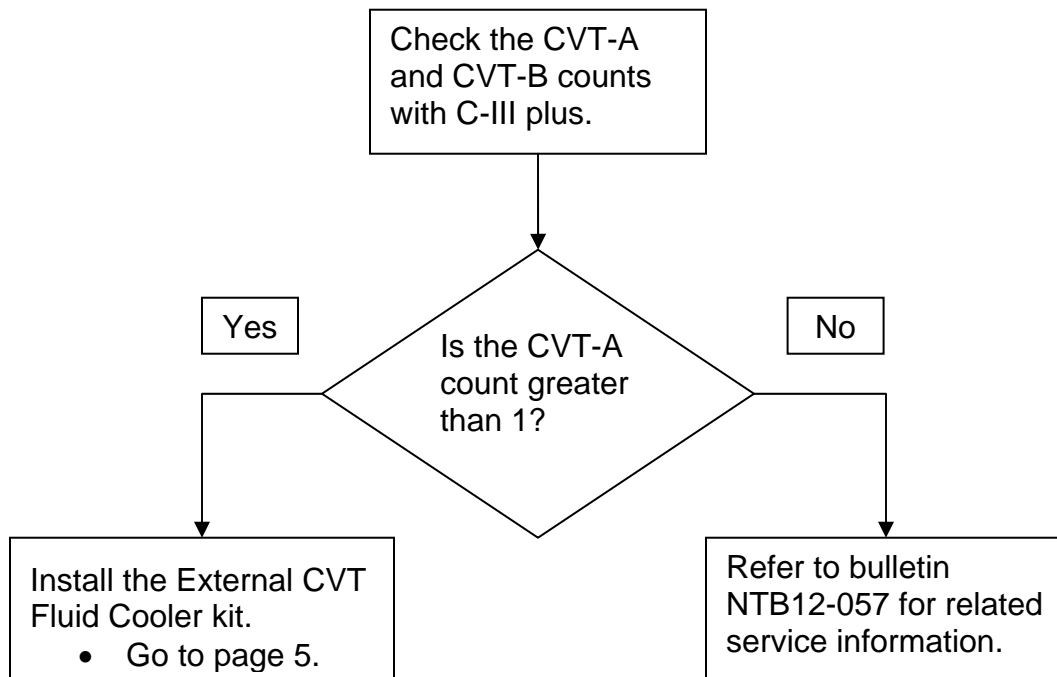 Check the CVT-A
and CVT-B counts
with C-III plus.
Yes
No
Is the CVT-A
count greater
than 1?
Install the External CVT
Fluid Cooler kit.
• Go to page 5.
Refer to bulletin
NTB12-057 for related
service information.